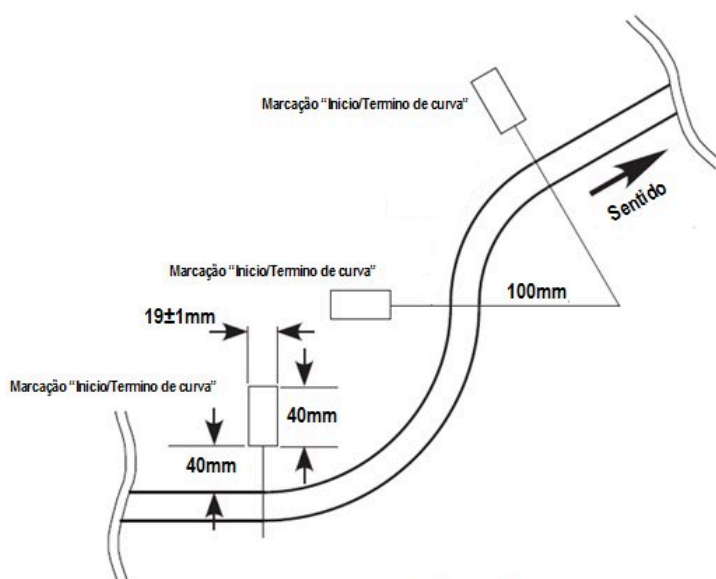 Marcação “Inicio/Termino de curva”
Sentido
Marcação “Inicio/Termino de curva”
100mm
19±1mm
Marcação “Inicio/Termino de curva”
40mm
40mm